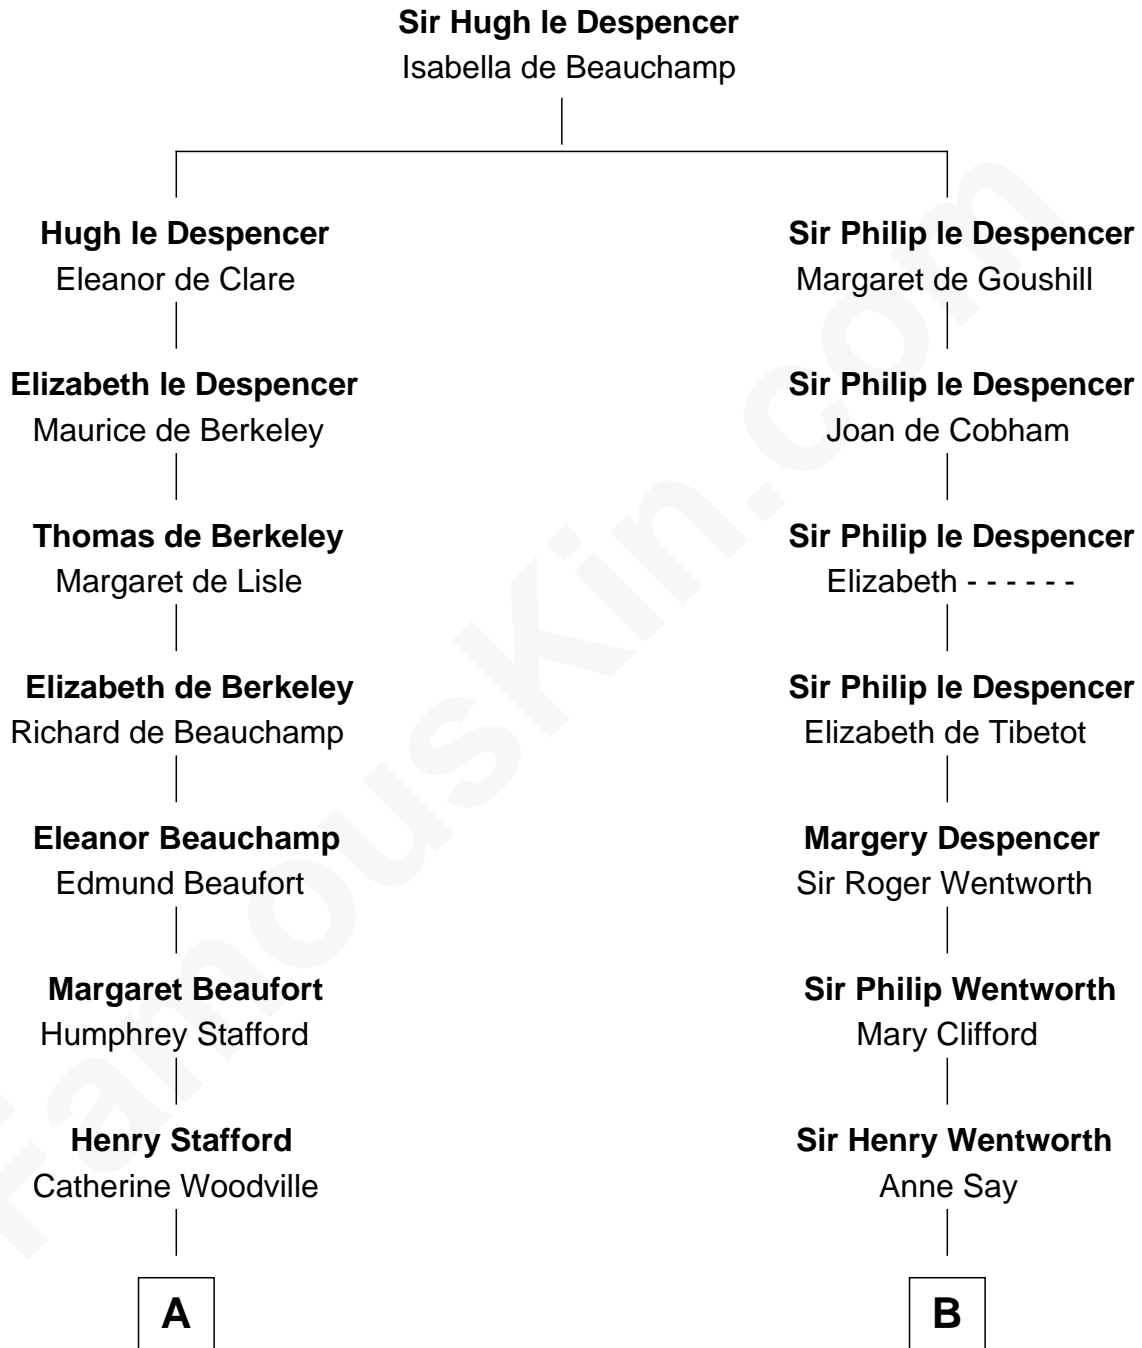 Sir Hugh le Despencer
Isabella de Beauchamp
Hugh le Despencer
Eleanor de Clare
Sir Philip le Despencer
Margaret de Goushill
Elizabeth le Despencer
Maurice de Berkeley
Sir Philip le Despencer
Joan de Cobham
Thomas de Berkeley
Margaret de Lisle
Sir Philip le Despencer
Elizabeth - - - - - -
Elizabeth de Berkeley
Richard de Beauchamp
Sir Philip le Despencer
Elizabeth de Tibetot
Eleanor Beauchamp
Edmund Beaufort
Margery Despencer
Sir Roger Wentworth
Margaret Beaufort
Humphrey Stafford
Sir Philip Wentworth
Mary Clifford
Henry Stafford
Catherine Woodville
Sir Henry Wentworth
Anne Say
A
B
FamousKin.com